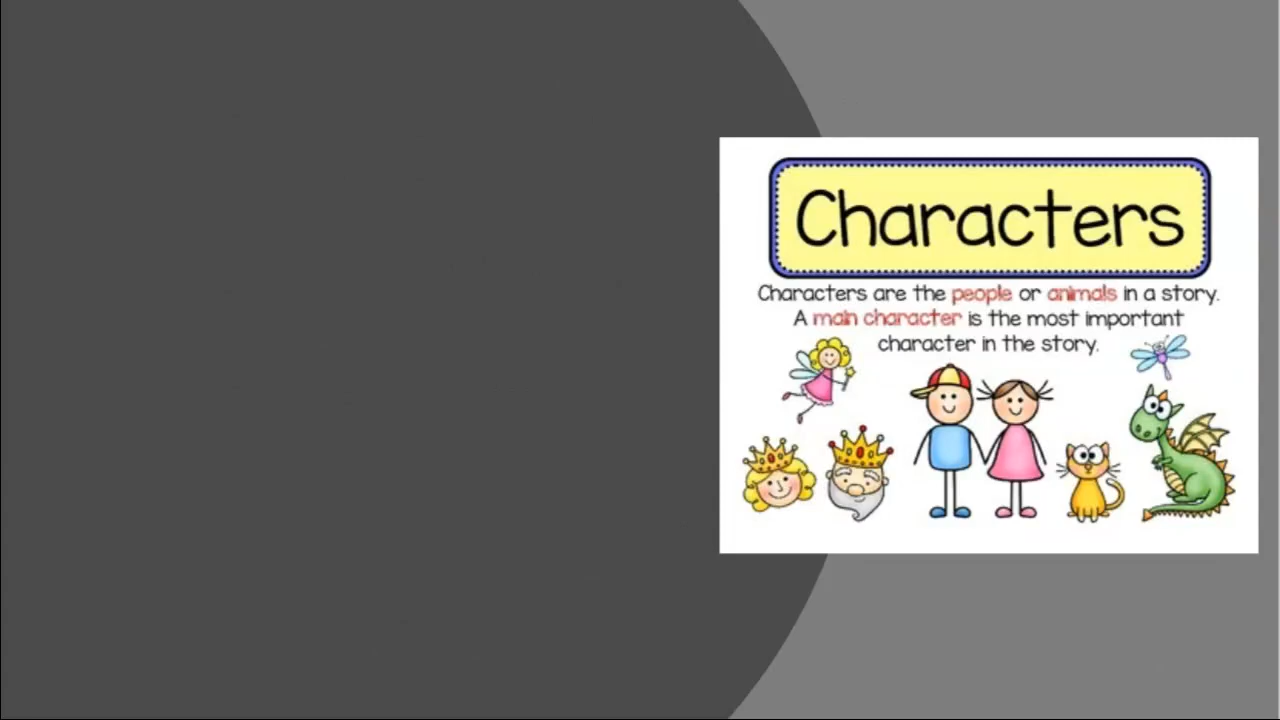 Characters
Characters are the people or animals in a story.
A main character is the most important
character in the story.